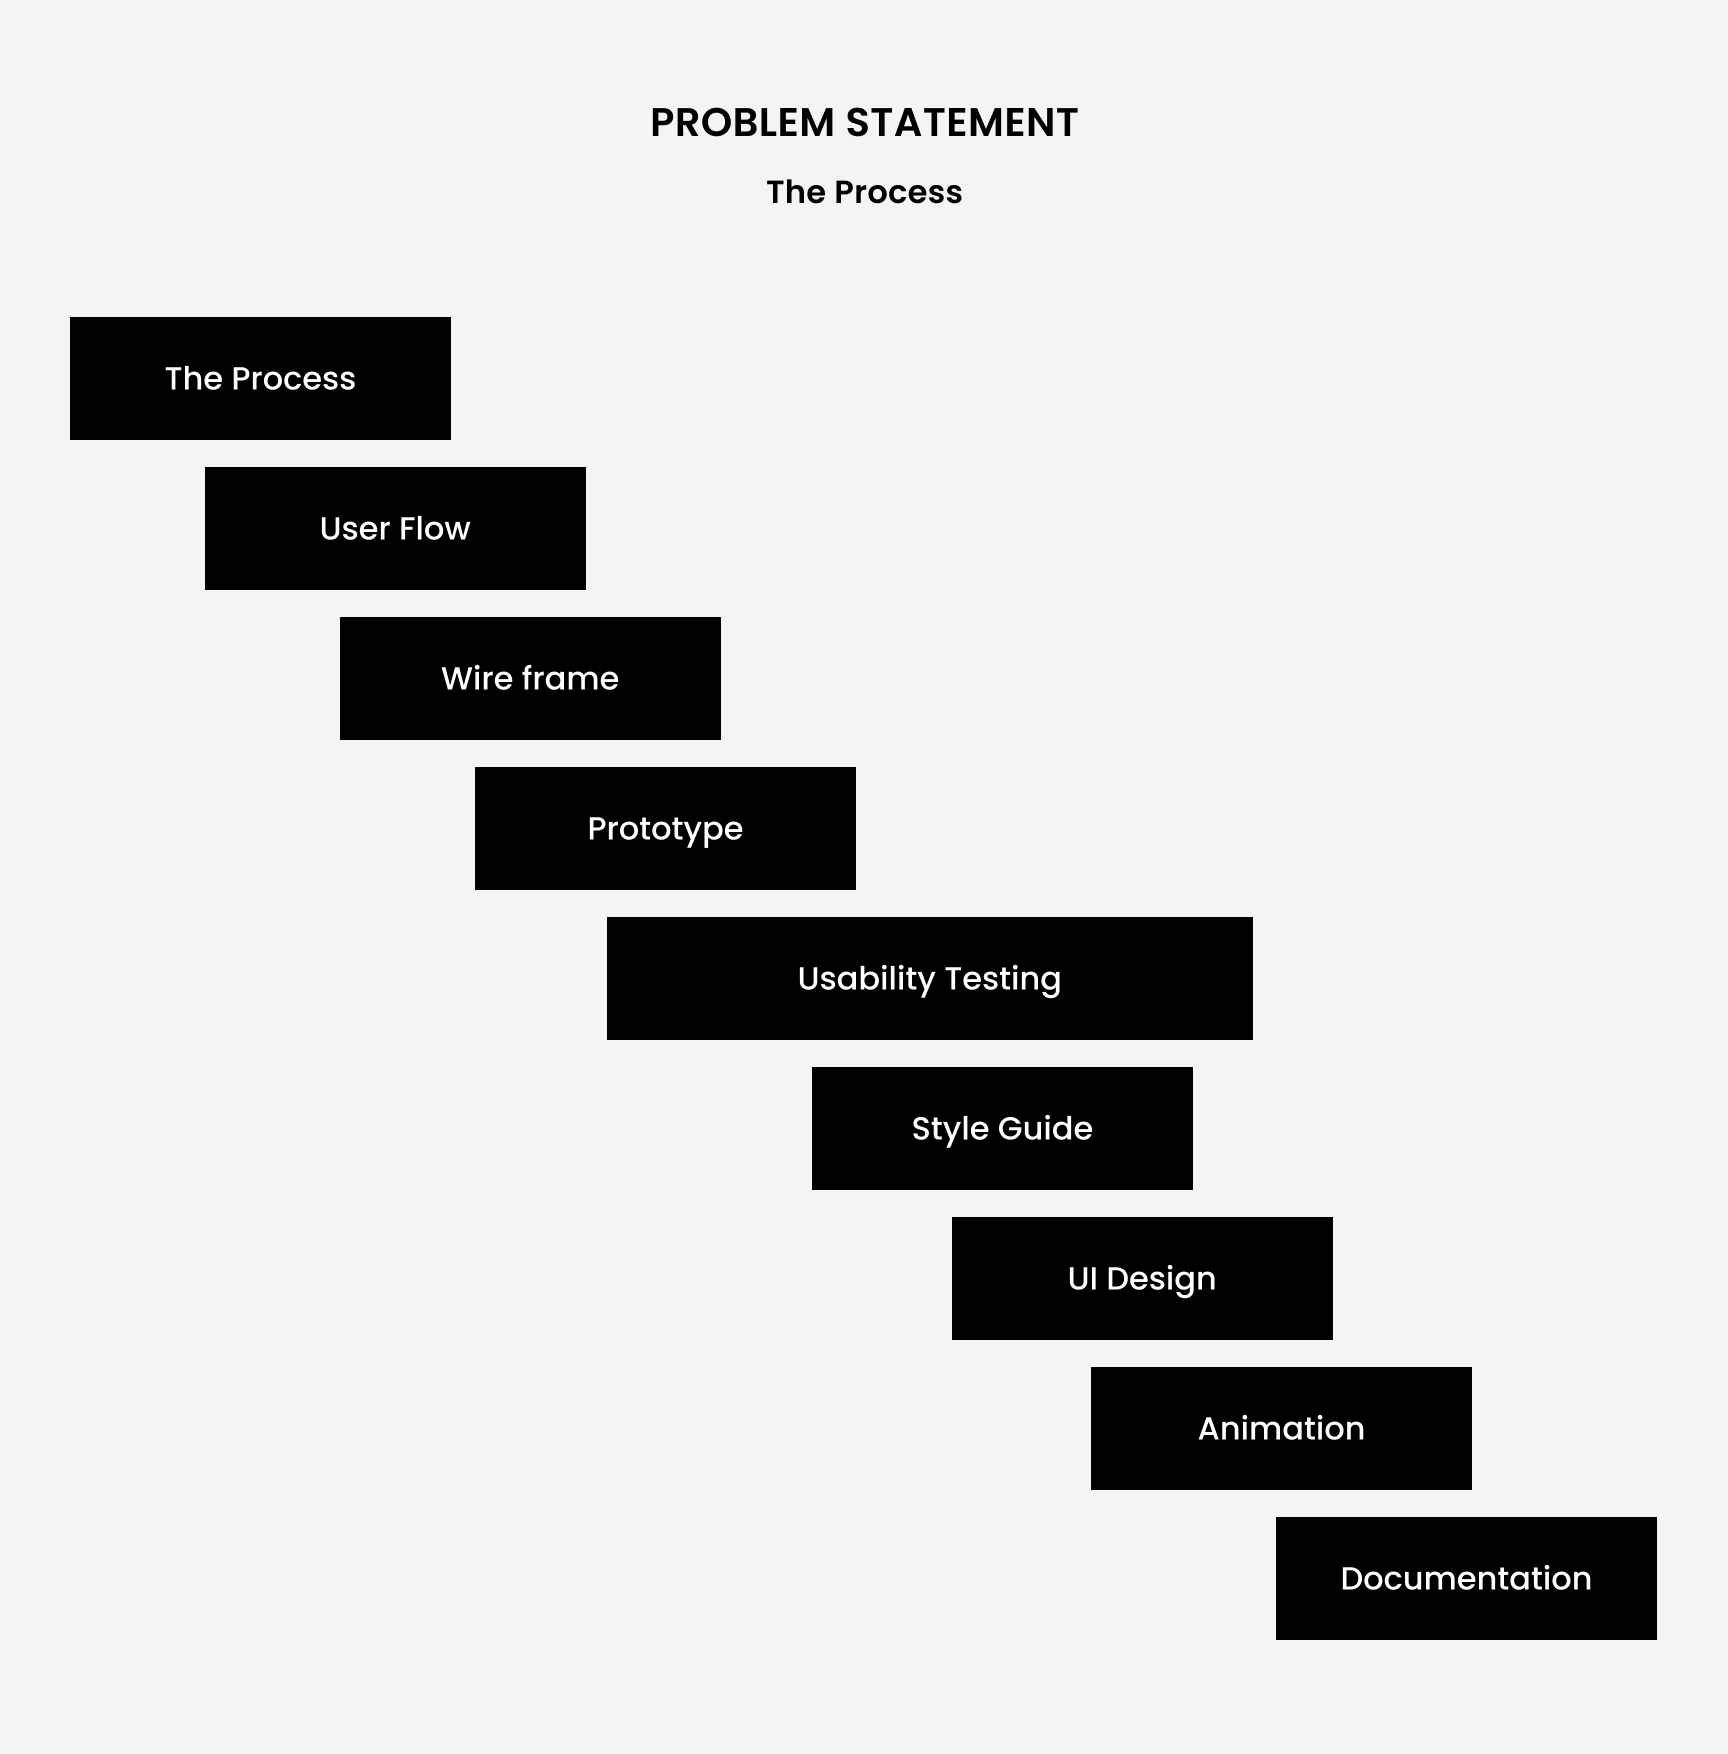 PROBLEM STATEMENT
The Process
The Process
User Flow
Wire frame
Prototype
Usability Testing
Style Guide
UI Design
Animation
Documentation